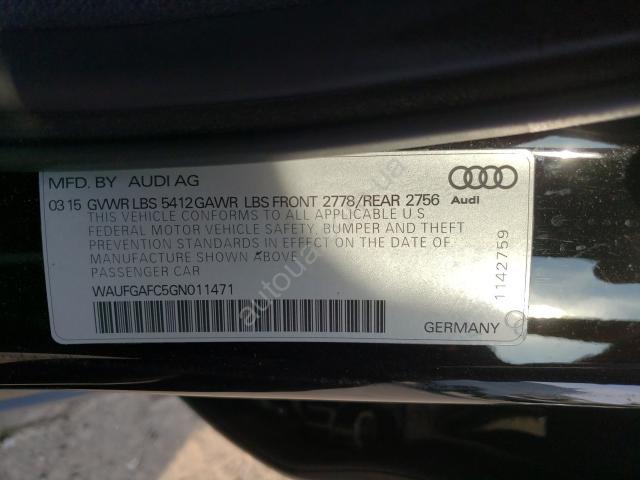 MFD. BY AUDI AG
03 15 GVWR LBS 5412 GAWR LBS FRONT 2778/REAR 2756
Audi
THIS VEHICLE CONFORMS TO ALL APPLICABLE U S
FEDERAL MOTOR VEHICLE SAFETY, BUMPER AND THEFT
PREVENTION STANDARDS IN EFFECT ON THE DATE OF
MANUFACTURE SHOWN ABOVE.
PASSENGER CAR
WAUFGAFC5GN011471
GERMANY
1142759